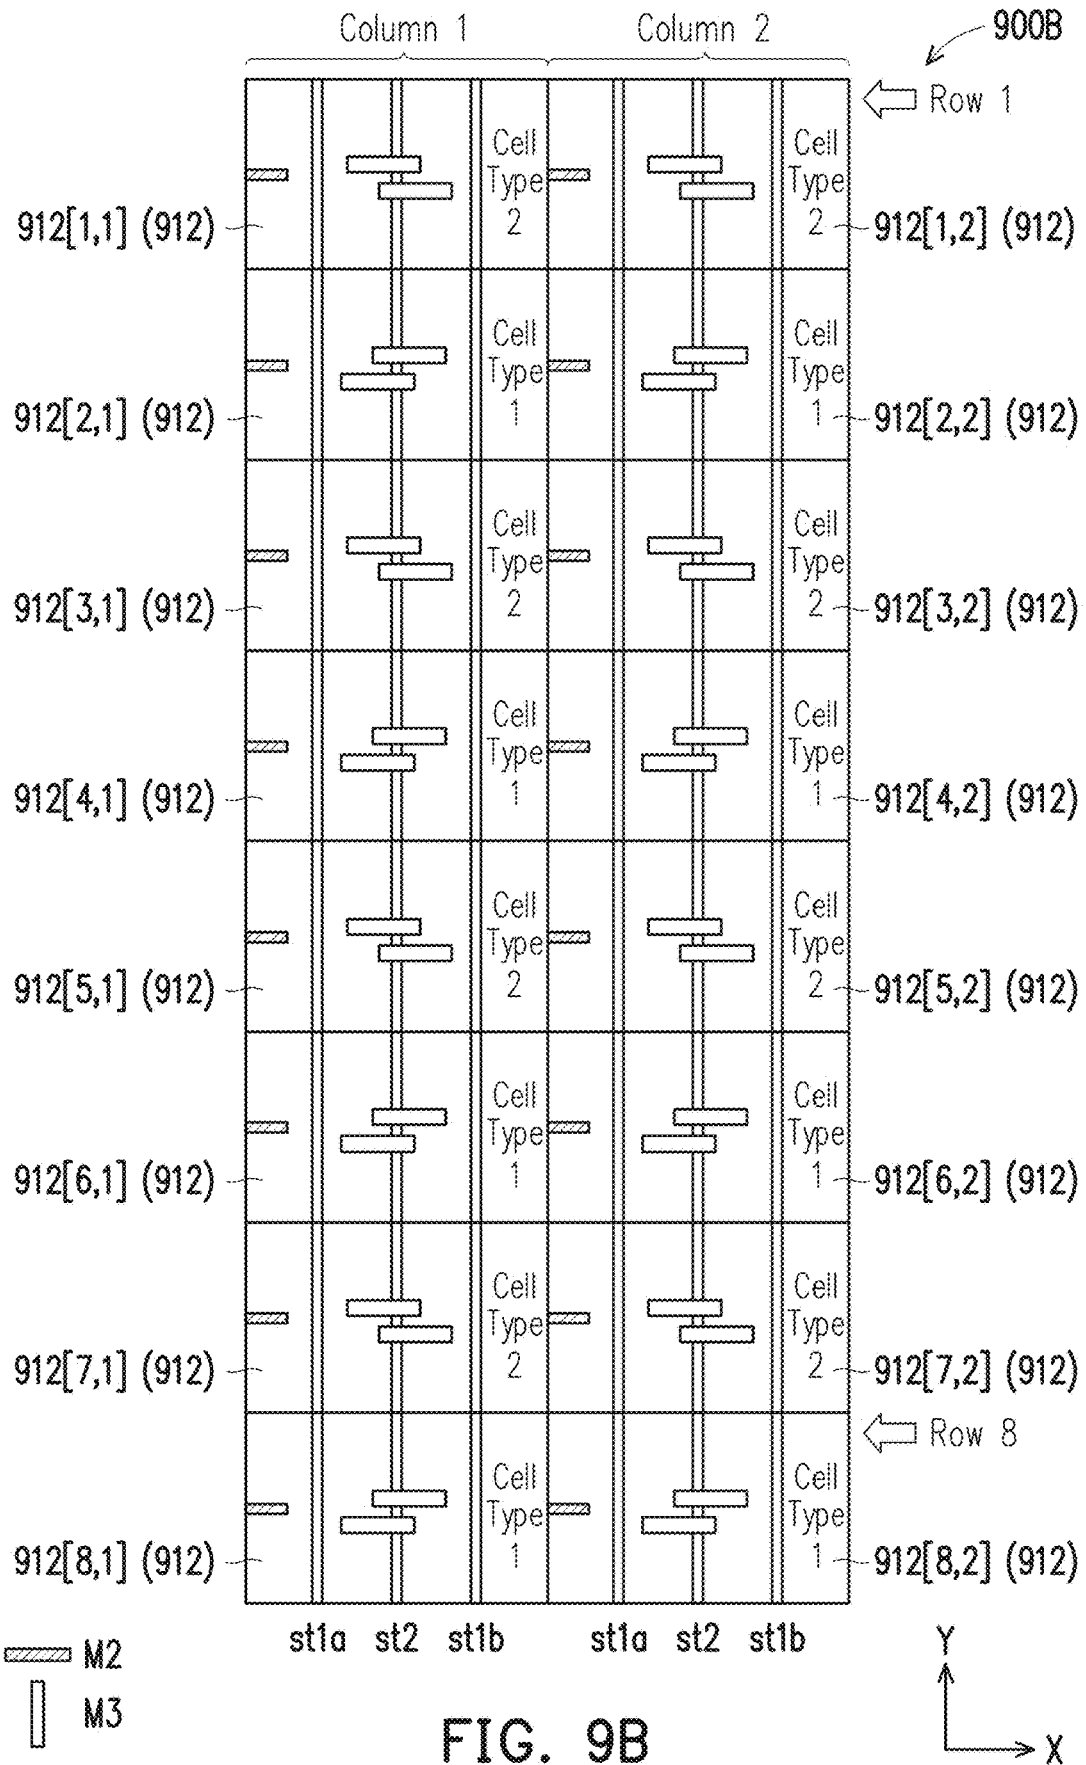 Column 1
Column 2
900B
Row 1
Cell
Type
2
Cell
Type
2
912[1,1] (912)
912[1,2] (912)
Cell
Type
1
Cell
Type
1
912[2,1] (912)
912[2,2] (912)
Cell
Type
2
Cell
Type
2
912[3,1] (912)
912[3,2] (912)
Cell
Type
1
Cell
Type
1
912[4,1] (912)
912[4,2] (912)
Cell
Type
2
Cell
Type
2
912[5,1] (912)
912[5,2] (912)
Cell
Type
1
Cell
Type
1
912[6,1] (912)
912[6,2] (912)
Cell
Type
2
Cell
Type
2
912[7,1] (912)
912[7,2] (912)
Row 8
Cell
Type
1
Cell
Type
1
912[8,1] (912)
912[8,2] (912)
st1a st2 st1b st1a st2 st1b
M2
M3
Y
X
FIG. 9B